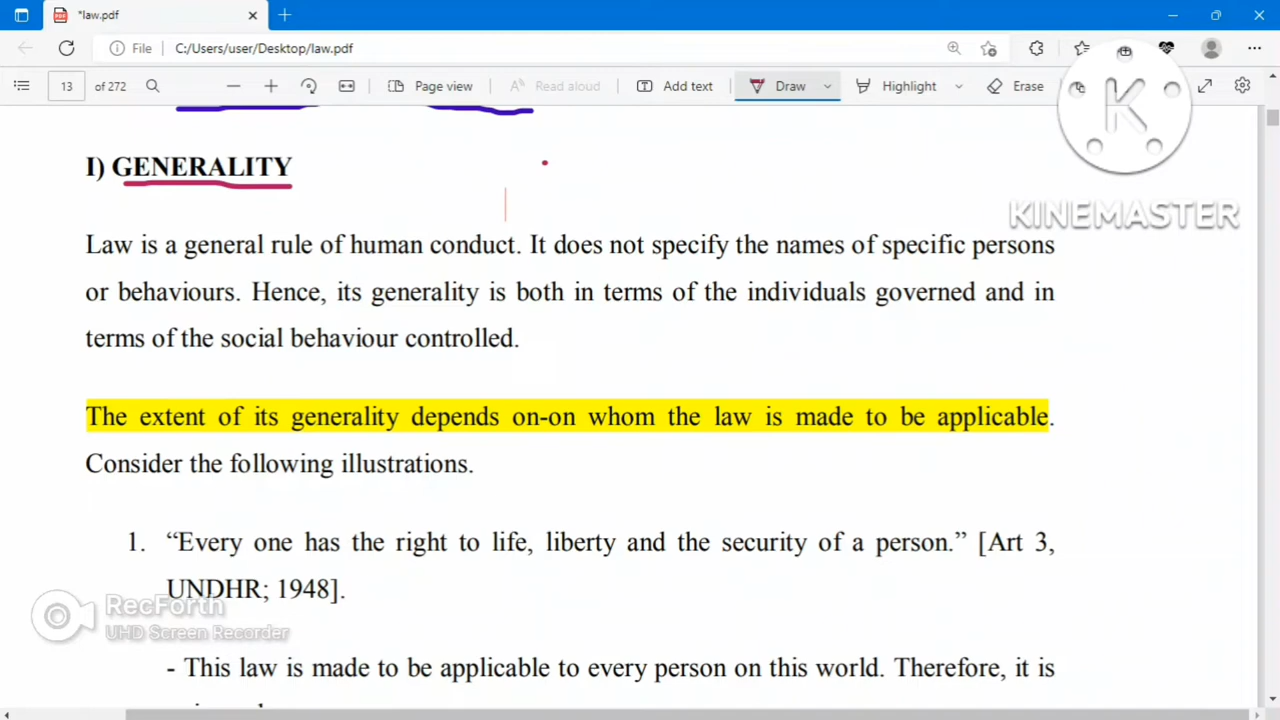 *law.pdf
File C:/Users/user/Desktop/law.pdf
13 of 272 Page view Read aloud Add text Draw Highlight Erase
I) GENERALITY
KINEMASTER
Law is a general rule of human conduct. It does not specify the names of specific persons
or behaviours. Hence, its generality is both in terms of the individuals governed and in
terms of the social behaviour controlled.
The extent of its generality depends on-on whom the law is made to be applicable.
Consider the following illustrations.
1. “Every one has the right to life, liberty and the security of a person.” [Art 3,
UNDHR; 1948].
RecForth
UHD Screen Recorder
- This law is made to be applicable to every person on this world. Therefore, it is